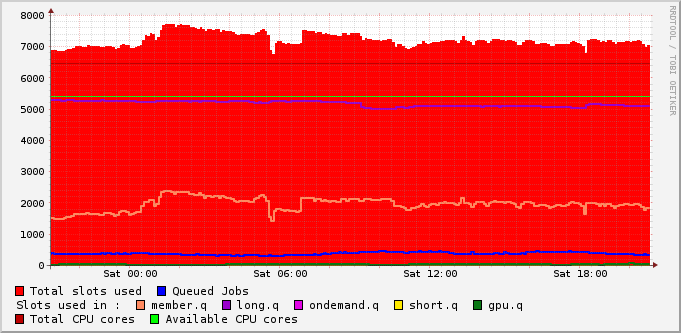 8000
7000
6000
5000
4000
3000
2000
1000
0
Sat 00:00 Sat 06:00 Sat 12:00 Sat 18:00
Total slots used Queued Jobs
Slots used in : member.q long.q ondemand.q short.q gpu.q
Total CPU cores Available CPU cores
RRDTOOL / TOBI OETIKER